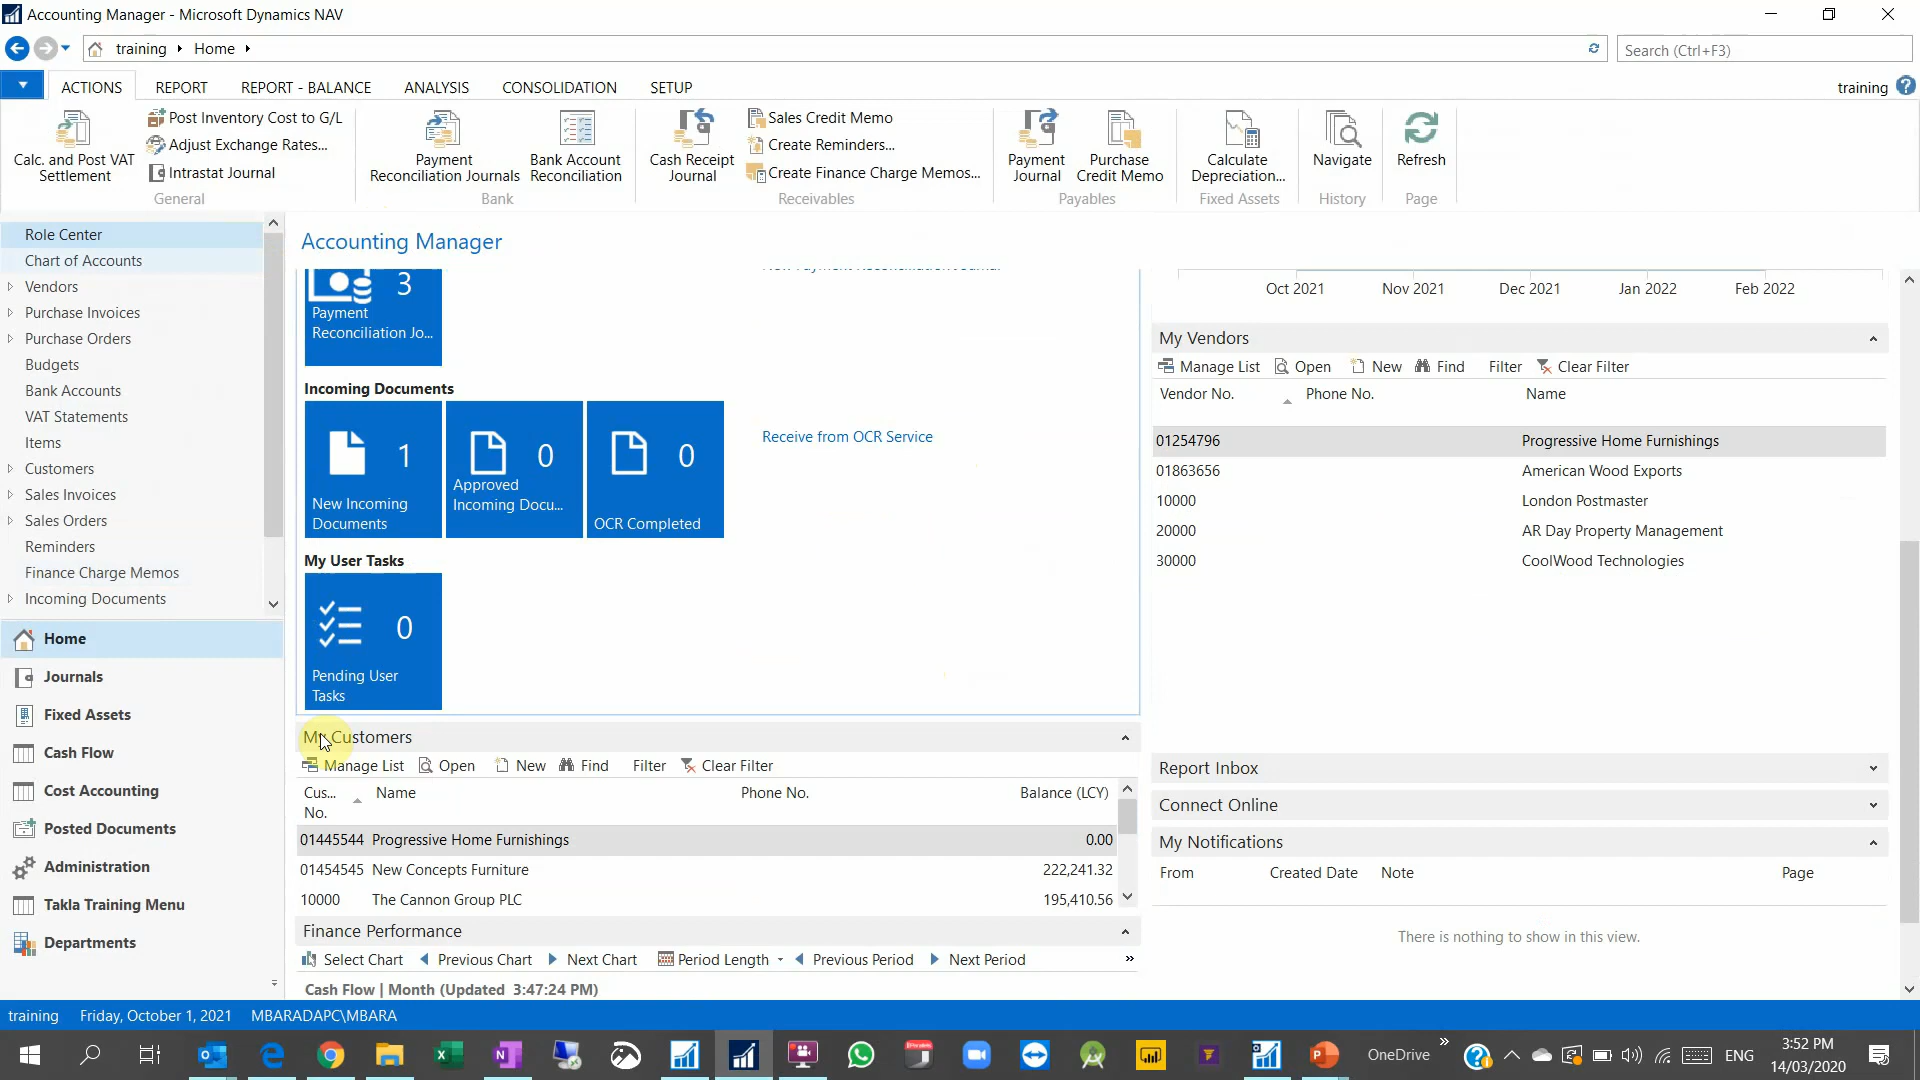 Accounting Manager - Microsoft Dynamics NAV
training
Home
Search (Ctrl+F3)
ACTIONS
REPORT
REPORT - BALANCE
ANALYSIS
CONSOLIDATION
SETUP
training
Calc. and Post VAT
Settlement
Post Inventory Cost to G/L
Adjust Exchange Rates...
Intrastat Journal
General
Payment
Reconciliation Journals
Bank Account
Reconciliation
Bank
Cash Receipt
Journal
Sales Credit Memo
Create Reminders...
Create Finance Charge Memos...
Receivables
Payment
Journal
Purchase
Credit Memo
Payables
Calculate
Depreciation...
Fixed Assets
Navigate
History
Refresh
Page
Role Center
Chart of Accounts
Vendors
Purchase Invoices
Purchase Orders
Budgets
Bank Accounts
VAT Statements
Items
Customers
Sales Invoices
Sales Orders
Reminders
Finance Charge Memos
Incoming Documents
Home
Journals
Fixed Assets
Cash Flow
Cost Accounting
Posted Documents
Administration
Takla Training Menu
Departments
Accounting Manager
3
Payment
Reconciliation Jo...
Incoming Documents
1
New Incoming
Documents
0
Approved
Incoming Docu...
0
OCR Completed
Receive from OCR Service
My User Tasks
0
Pending User
Tasks
My Customers
Manage List Open New Find Filter Clear Filter
Cus...
No.
Name
Phone No.
Balance (LCY)
01445544 Progressive Home Furnishings 0.00
01454545 New Concepts Furniture 222,241.32
10000 The Cannon Group PLC 195,410.56
Finance Performance
Select Chart Previous Chart Next Chart Period Length Previous Period Next Period »
Cash Flow | Month (Updated 3:47:24 PM)
Oct 2021 Nov 2021 Dec 2021 Jan 2022 Feb 2022
My Vendors
Manage List Open New Find Filter Clear Filter
Vendor No. Phone No. Name
01254796 Progressive Home Furnishings
01863656 American Wood Exports
10000 London Postmaster
20000 AR Day Property Management
30000 CoolWood Technologies
Report Inbox
Connect Online
My Notifications
From Created Date Note Page
There is nothing to show in this view.
training Friday, October 1, 2021 MBARADAPC\MBARA
OneDrive »
ENG
3:52 PM
14/03/2020